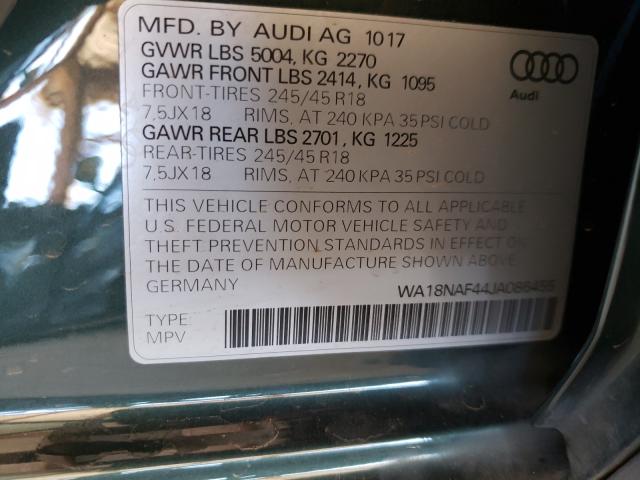 MFD. BY AUDI AG 1017
GVWR LBS 5004, KG 2270
GAWR FRONT LBS 2414, KG 1095
FRONT-TIRES 245/45 R18
7,5JX18 RIMS, AT 240 KPA 35 PSI COLD
GAWR REAR LBS 2701, KG 1225
REAR-TIRES 245/45 R18
7,5JX18 RIMS, AT 240 KPA 35 PSI COLD
Audi
THIS VEHICLE CONFORMS TO ALL APPLICABLE
U.S. FEDERAL MOTOR VEHICLE SAFETY AND
THEFT PREVENTION STANDARDS IN EFFECT ON
THE DATE OF MANUFACTURE SHOWN ABOVE
GERMANY
WA18NAF44JA086455
TYPE:
MPV